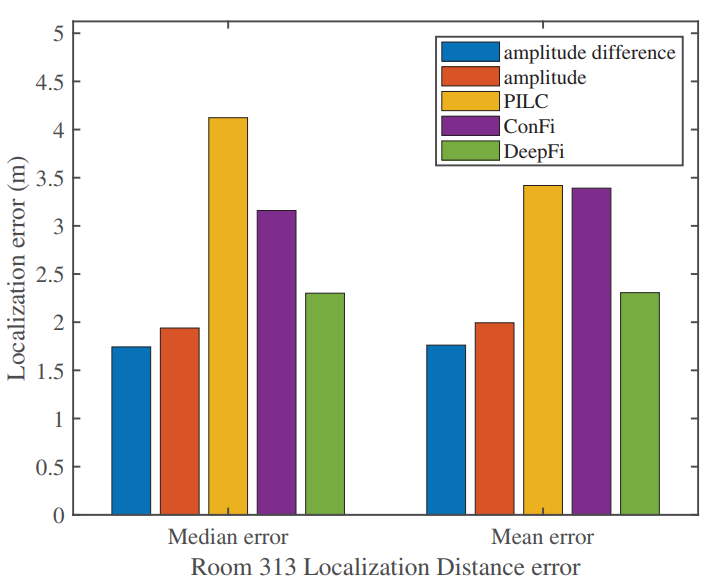 5
4.5
4
3.5
3
2.5
2
1.5
1
0.5
0
Localization error (m)
amplitude difference
amplitude
PILC
ConFi
DeepFi
Median error
Mean error
Room 313 Localization Distance error